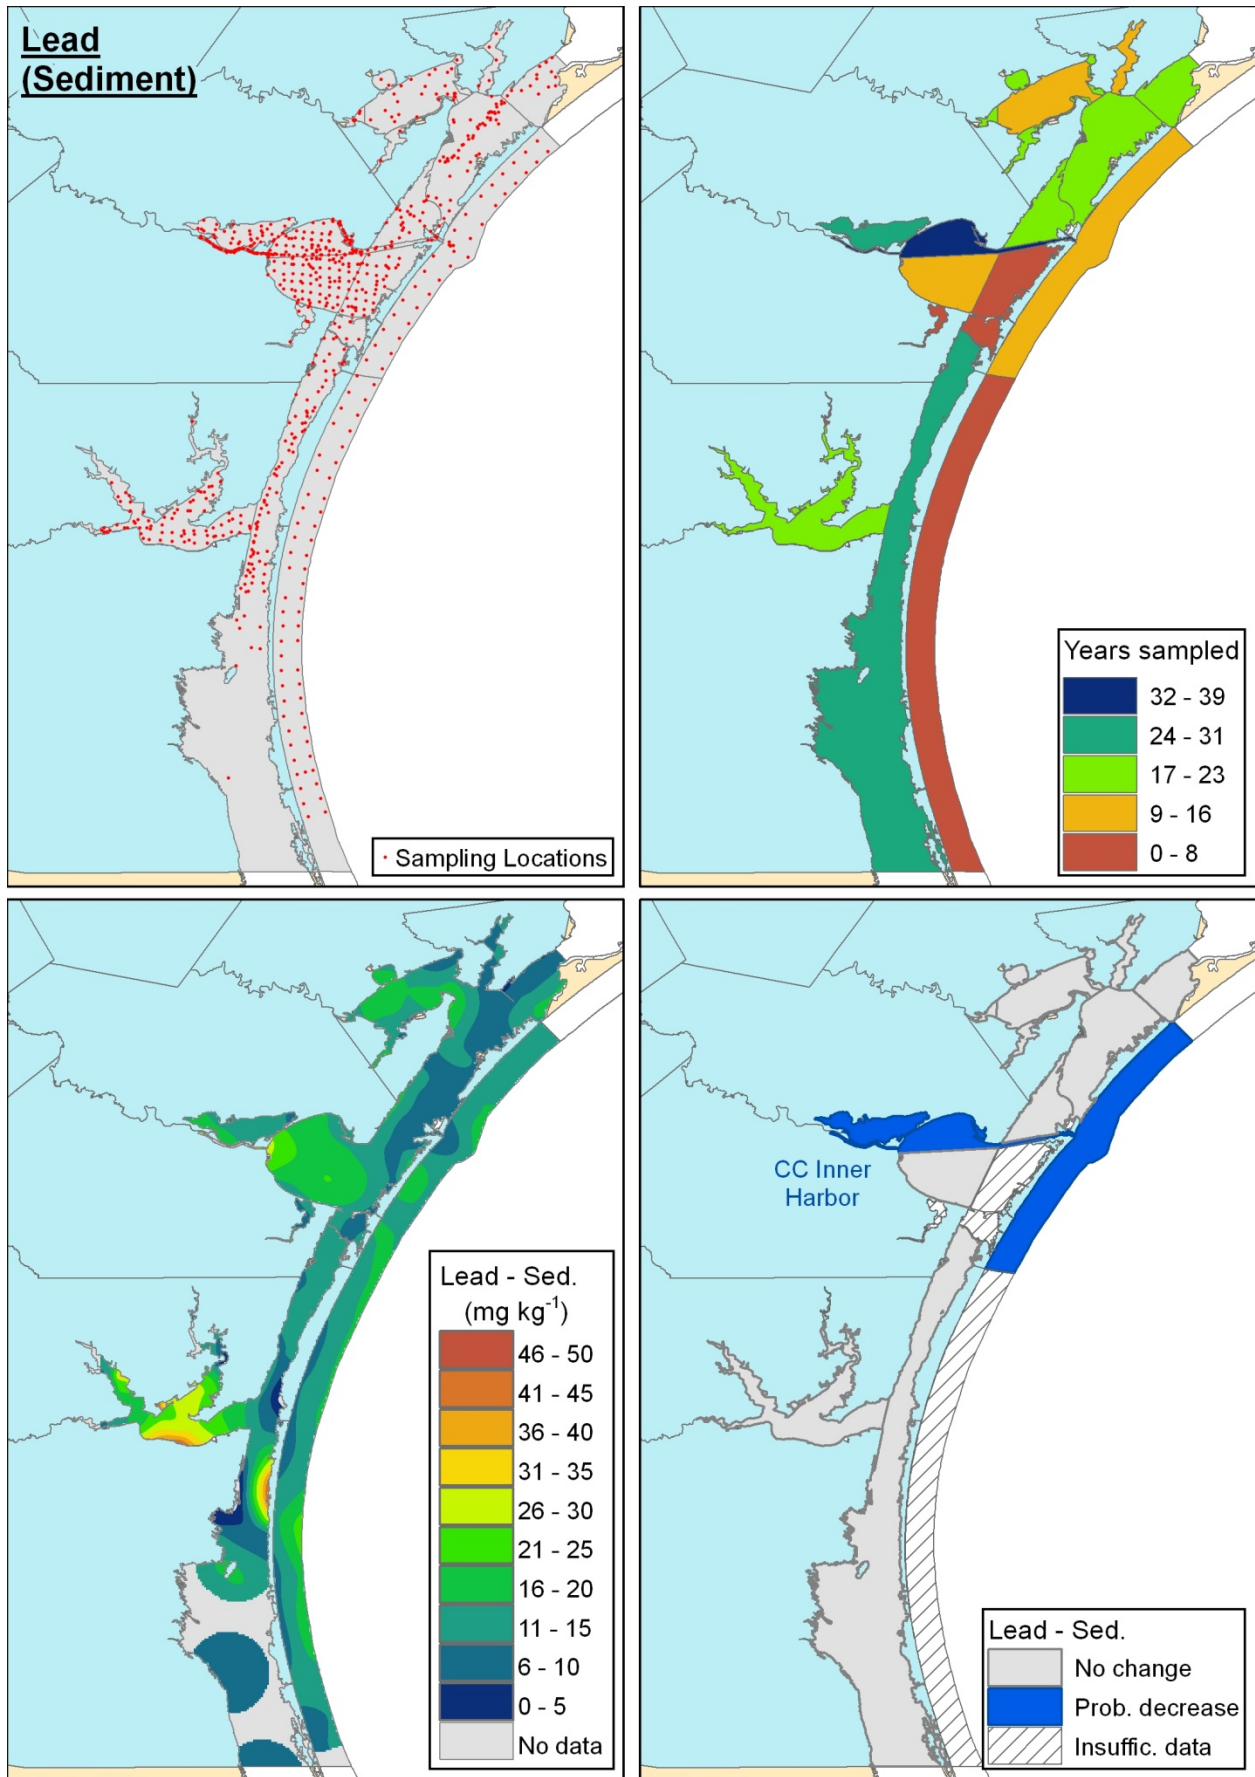 Lead
(Sediment)
· Sampling Locations
Years sampled
32 - 39
24 - 31
17 - 23
9 - 16
0 - 8
Lead - Sed.
(mg kg⁻¹)
46 - 50
41 - 45
36 - 40
31 - 35
26 - 30
21 - 25
16 - 20
11 - 15
6 - 10
0 - 5
No data
CC Inner
Harbor
Lead - Sed.
No change
Prob. decrease
Insuffic. data